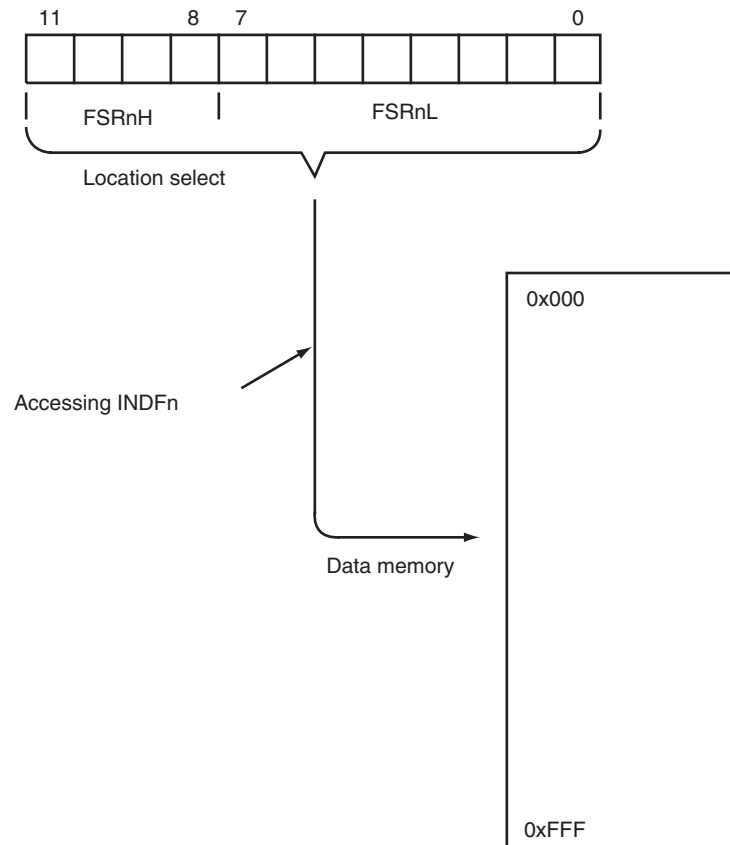 11 8 7 0
FSRnH FSRnL
Location select
0x000
Accessing INDFn
Data memory
0xFFF